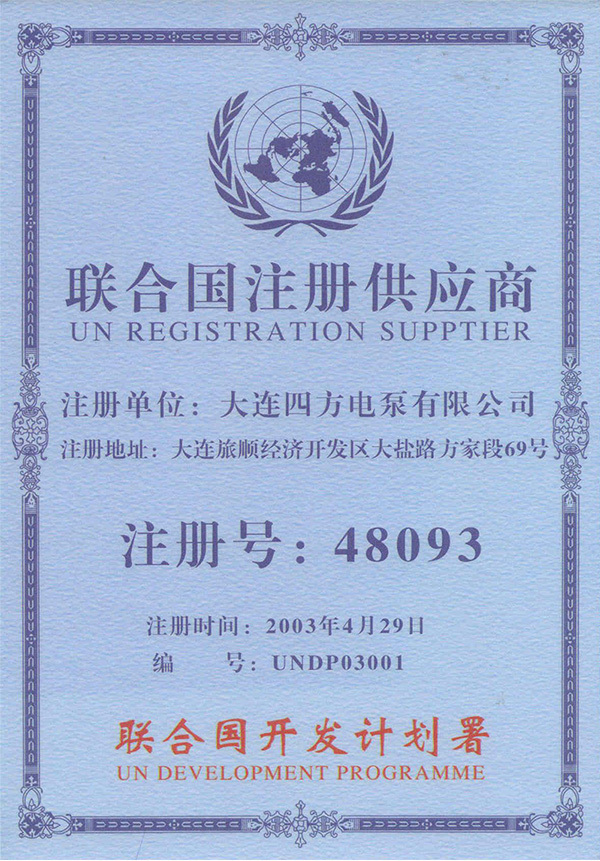 联合国注册供应商
UN REGISTRATION SUPPTIER
注册单位：大连四方电泵有限公司
注册地址：大连旅顺经济开发区大盐路方家段69号
注册号：48093
注册时间：2003年4月29日
编 号：UNDP03001
联合国开发计划署
UN DEVELOPMENT PROGRAMME